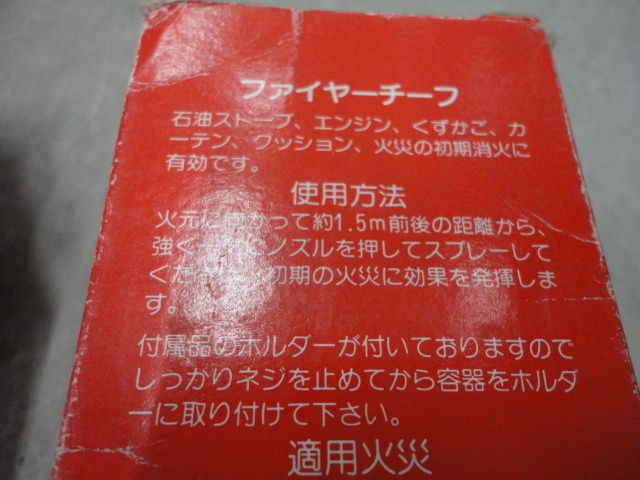 ファイヤーチーフ
石油ストーブ、エンジン、くずかご、カ
ーテン、クッション、火災の初期消火に
有効です。
使用方法
火元に向かって約1.5m前後の距離から、
強く ノズルを押してスプレーして
くだ 初期の火災に効果を発揮しま
す。
付属品のホルダーが付いておりますので
しっかりネジを止めてから容器をホルダ
ーに取り付けて下さい。
適用火災